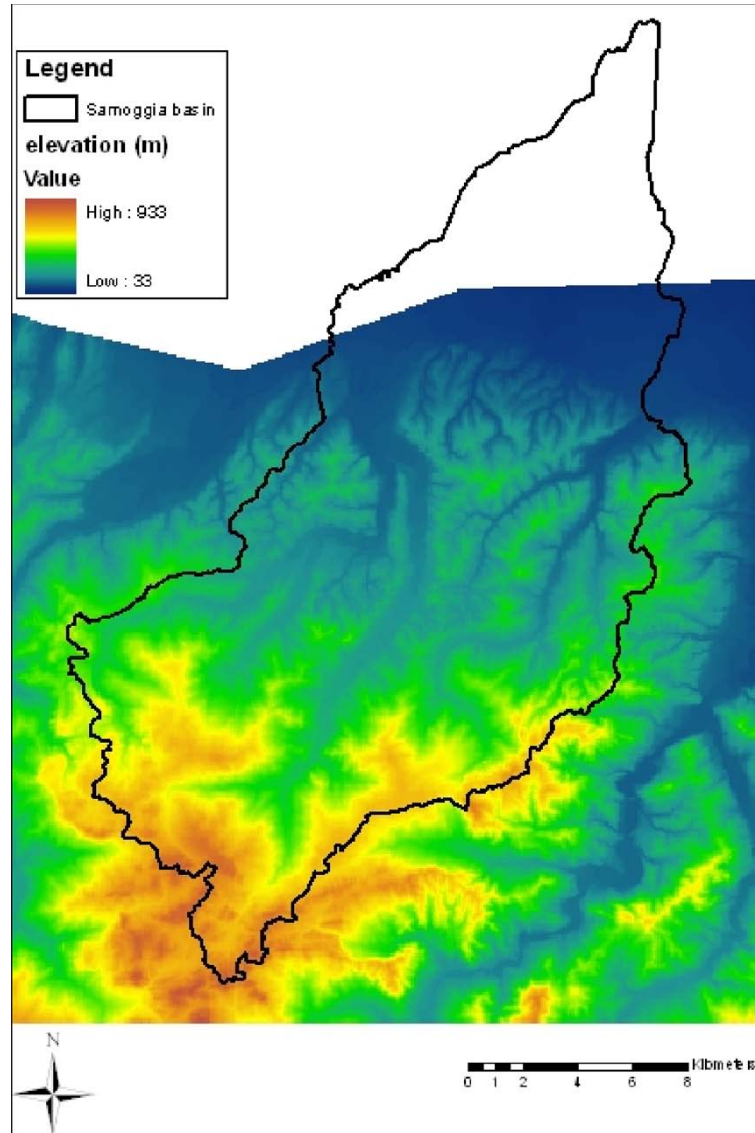 Legend
Samoggia basin
elevation (m)
Value
High : 933
Low : 33
N
Kilometers
0 1 2 4 6 8